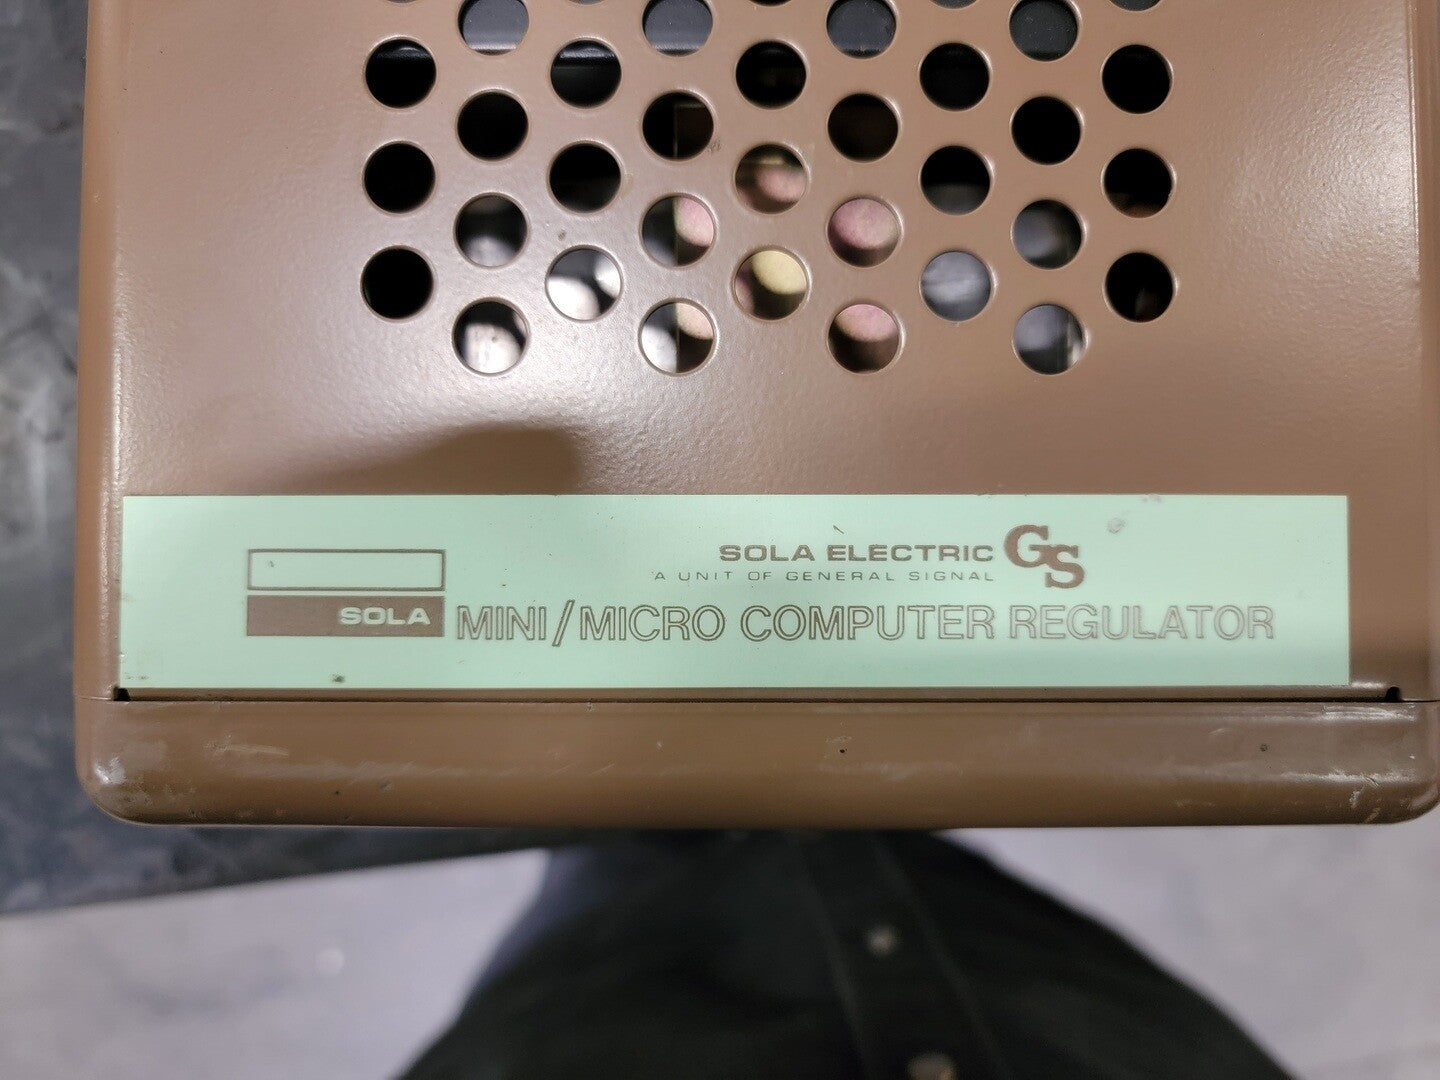 SOLA ELECTRIC GS
A UNIT OF GENERAL SIGNAL
SOLA MINI/MICRO COMPUTER REGULATOR